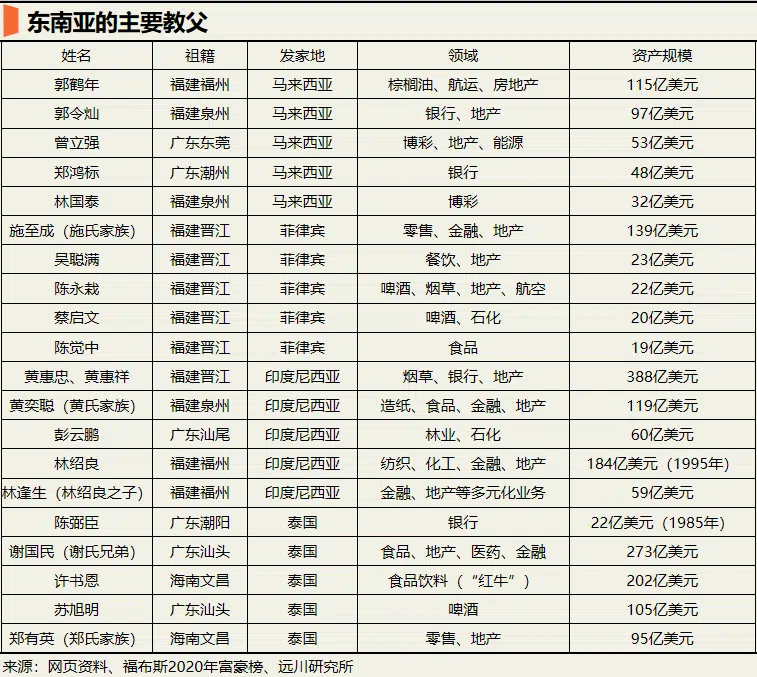 东南亚的主要教父
姓名 祖籍 发家地 领域 资产规模
郭鹤年 福建福州 马来西亚 棕榈油、航运、房地产 115亿美元
郭令灿 福建泉州 马来西亚 银行、地产 97亿美元
曾立强 广东东莞 马来西亚 博彩、地产、能源 53亿美元
郑鸿标 广东潮州 马来西亚 银行 48亿美元
林国泰 福建泉州 马来西亚 博彩 32亿美元
施至成（施氏家族） 福建晋江 菲律宾 零售、金融、地产 139亿美元
吴聪满 福建晋江 菲律宾 餐饮、地产 23亿美元
陈永栽 福建晋江 菲律宾 啤酒、烟草、地产、航空 22亿美元
蔡启文 福建晋江 菲律宾 啤酒、石化 20亿美元
陈觉中 福建晋江 菲律宾 食品 19亿美元
黄惠忠、黄惠祥 福建晋江 印度尼西亚 烟草、银行、地产 388亿美元
黄奕聪（黄氏家族） 福建泉州 印度尼西亚 造纸、食品、金融、地产 119亿美元
彭云鹏 广东汕尾 印度尼西亚 林业、石化 60亿美元
林绍良 福建福州 印度尼西亚 纺织、化工、金融、地产 184亿美元（1995年）
林逢生（林绍良之子） 福建福州 印度尼西亚 金融、地产等多元化业务 59亿美元
陈弼臣 广东潮阳 泰国 银行 22亿美元（1985年）
谢国民（谢氏兄弟） 广东汕头 泰国 食品、地产、医药、金融 273亿美元
许书恩 海南文昌 泰国 食品饮料（“红牛”） 202亿美元
苏旭明 广东汕头 泰国 啤酒 105亿美元
郑有英（郑氏家族） 海南文昌 泰国 零售、地产 95亿美元
来源：网页资料、福布斯2020年富豪榜、远川研究所